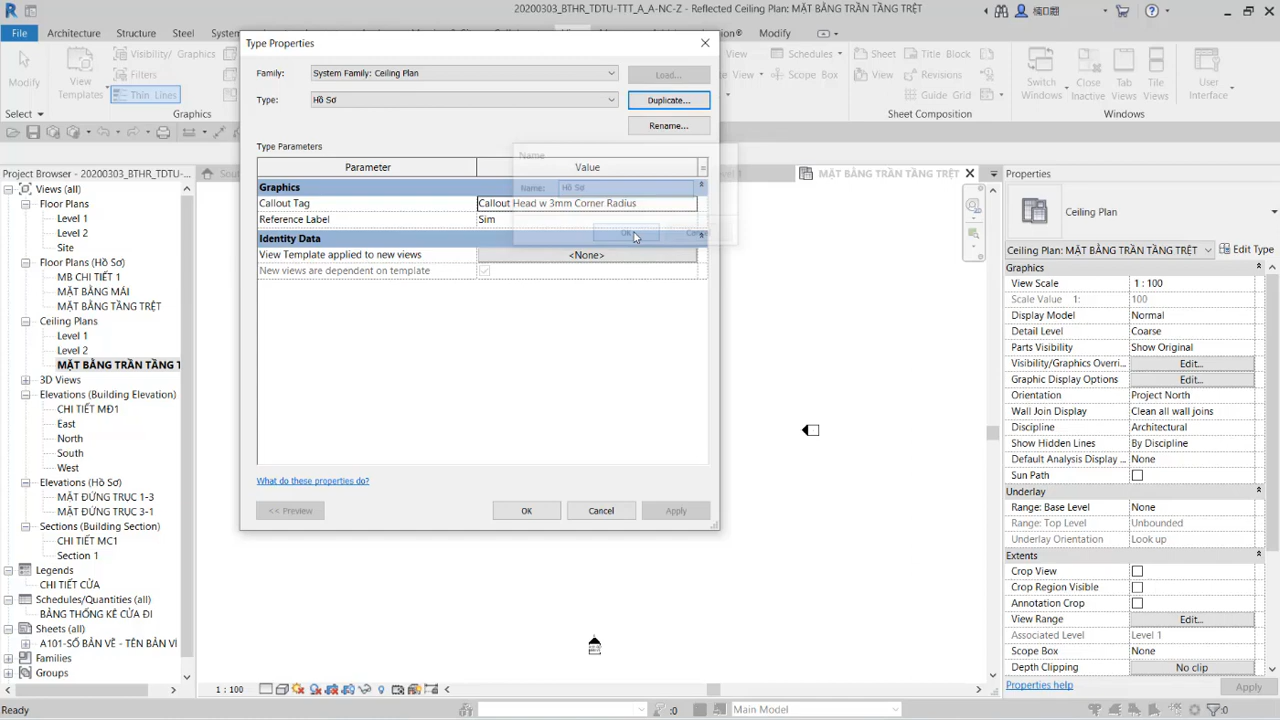 20200303_BTHR_TDTU-TTT_A_A-NC-Z - Reflected Ceiling Plan: MẶT BẰNG TRẦN TẦNG TRỆT
File Architecture Structure Steel Modify
Modify
View Templates
Visibility/ Graphics
Filters
Thin Lines
Schedules
Scope Box
Sheet
View
Title Block
Revisions
Guide Grid
Switch Windows
Close Inactive
Tab Views
Tile Views
User Interface
Select
Graphics
Sheet Composition
Windows
Type Properties
Family:
System Family: Ceiling Plan
Load...
Type:
Hồ Sơ
Duplicate...
Rename...
Type Parameters
Parameter
Value
=
Graphics
Callout Tag
Callout Head w 3mm Corner Radius
Reference Label
Sim
Identity Data
View Template applied to new views
<None>
New views are dependent on template
Name
Name:
Hồ Sơ
What do these properties do?
<< Preview
OK
Cancel
Apply
Project Browser - 20200303_BTHR_TDTU-...
Views (all)
Floor Plans
Level 1
Level 2
Site
Floor Plans (Hồ Sơ)
MB CHI TIẾT 1
MẶT BẰNG MÁI
MẶT BẰNG TẦNG TRỆT
Ceiling Plans
Level 1
Level 2
MẶT BẰNG TRẦN TẦNG T
3D Views
Elevations (Building Elevation)
CHI TIẾT MĐ1
East
North
South
West
Elevations (Hồ Sơ)
MẶT ĐỨNG TRỤC 1-3
MẶT ĐỨNG TRỤC 3-1
Sections (Building Section)
CHI TIẾT MC1
Section 1
Legends
CHI TIẾT CỬA
Schedules/Quantities (all)
BẢNG THỐNG KÊ CỬA ĐI
Sheets (all)
A101-SỐ BẢN VẼ - TÊN BẢN VẼ
Families
Groups
MẶT BẰNG TRẦN TẦNG TRỆT
Properties
Ceiling Plan
Ceiling Plan: MẶT BẰNG TRẦN TẦNG TRỆT
Edit Type
Graphics
View Scale 1 : 100
Scale Value 1: 100
Display Model Normal
Detail Level Coarse
Parts Visibility Show Original
Visibility/Graphics Overri... Edit...
Graphic Display Options Edit...
Orientation Project North
Wall Join Display Clean all wall joins
Discipline Architectural
Show Hidden Lines By Discipline
Default Analysis Display ... None
Sun Path
Underlay
Range: Base Level None
Range: Top Level Unbounded
Underlay Orientation Look up
Extents
Crop View
Crop Region Visible
Annotation Crop
View Range Edit...
Associated Level Level 1
Scope Box None
Depth Clipping No clip
Properties help
Apply
1 : 100
Ready
:0
Main Model
:0